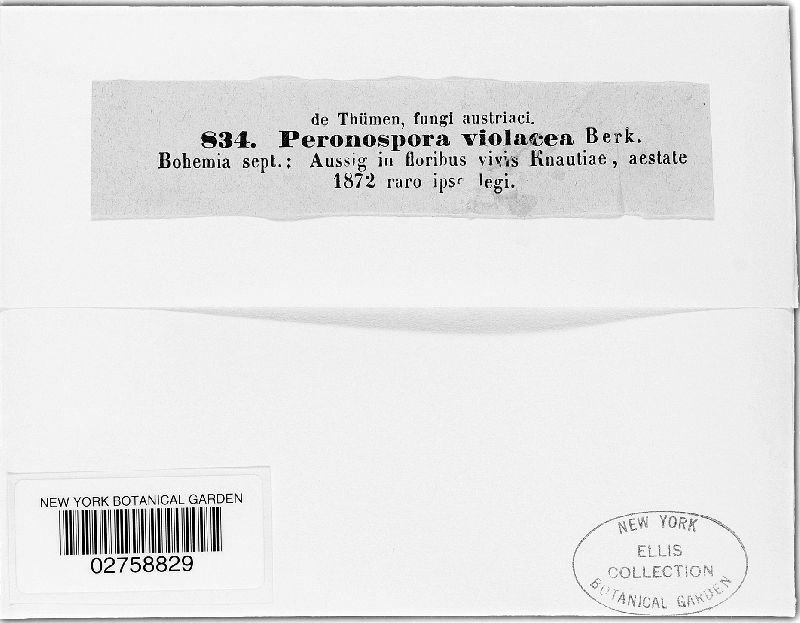 de Thümen, fungi austriaci.
834. Peronospora violacea Berk.
Bohemia sept.: Aussig in floribus vivis Knautiae, aestate
1872 raro ipse legi.
NEW YORK BOTANICAL GARDEN
02758829
NEW YORK
ELLIS
COLLECTION
BOTANICAL GARDEN